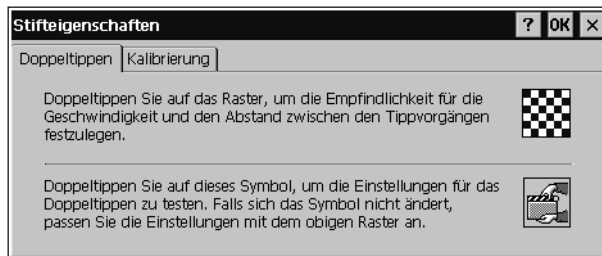 Stifteigenschaften ? OK ×
Doppeltippen Kalibrierung
Doppeltippen Sie auf das Raster, um die Empfindlichkeit für die
Geschwindigkeit und den Abstand zwischen den Tippvorgängen
festzulegen.
Doppeltippen Sie auf dieses Symbol, um die Einstellungen für das
Doppeltippen zu testen. Falls sich das Symbol nicht ändert,
passen Sie die Einstellungen mit dem obigen Raster an.